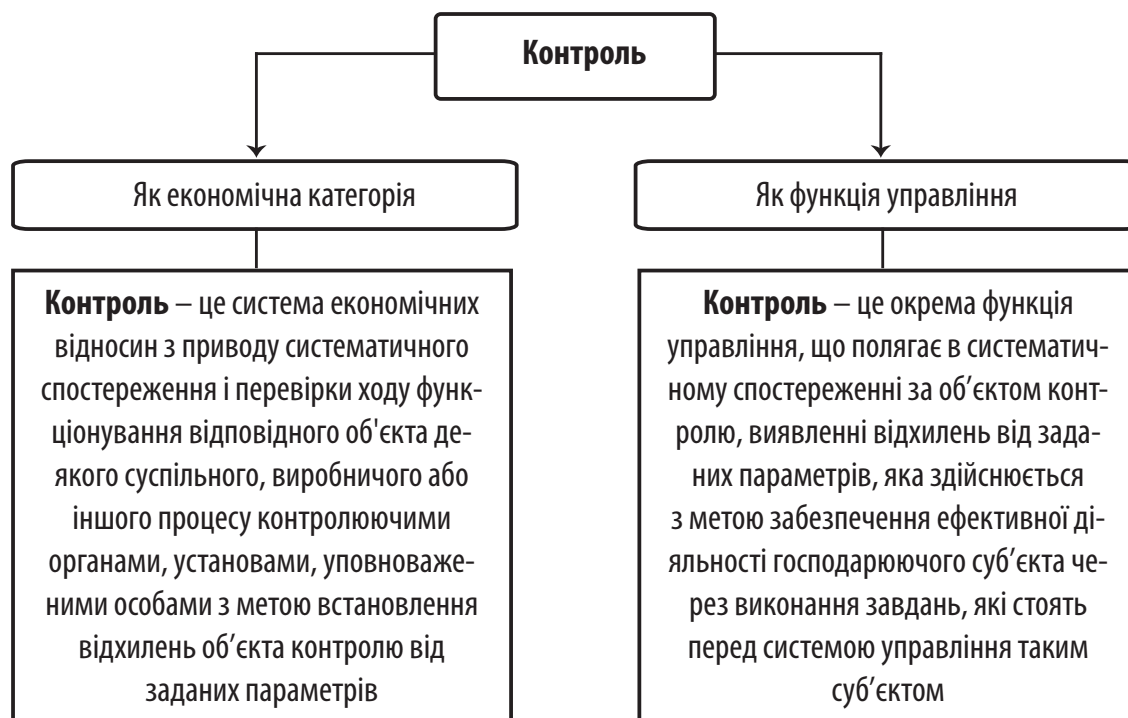 Контроль
Як економічна категорія
Як функція управління
Контроль – це система економічних
відносин з приводу систематичного
спостереження і перевірки ходу функ-
ціонування відповідного об'єкта де-
якого суспільного, виробничого або
іншого процесу контролюючими
органами, установами, уповноваже-
ними особами з метою встановлення
відхилень об’єкта контролю від
заданих параметрів
Контроль – це окрема функція
управління, що полягає в систематич-
ному спостереженні за об’єктом конт-
ролю, виявленні відхилень від зада-
них параметрів, яка здійснюється
з метою забезпечення ефективної ді-
яльності господарюючого суб’єкта че-
рез виконання завдань, які стоять
перед системою управління таким
суб’єктом